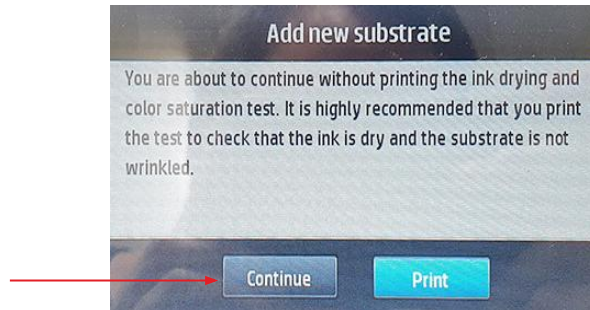 Add new substrate
You are about to continue without printing the ink drying and
color saturation test. It is highly recommended that you print
the test to check that the ink is dry and the substrate is not
wrinkled.
Continue
Print